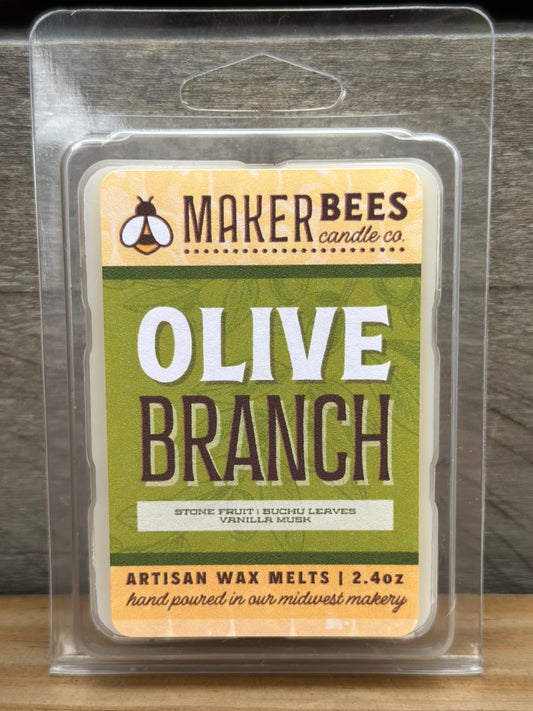 MAKER BEES
candle co.
OLIVE
BRANCH
STONE FRUIT | BUCHU LEAVES
VANILLA MUSK
ARTISAN WAX MELTS | 2.4oz
hand poured in our midwest makery